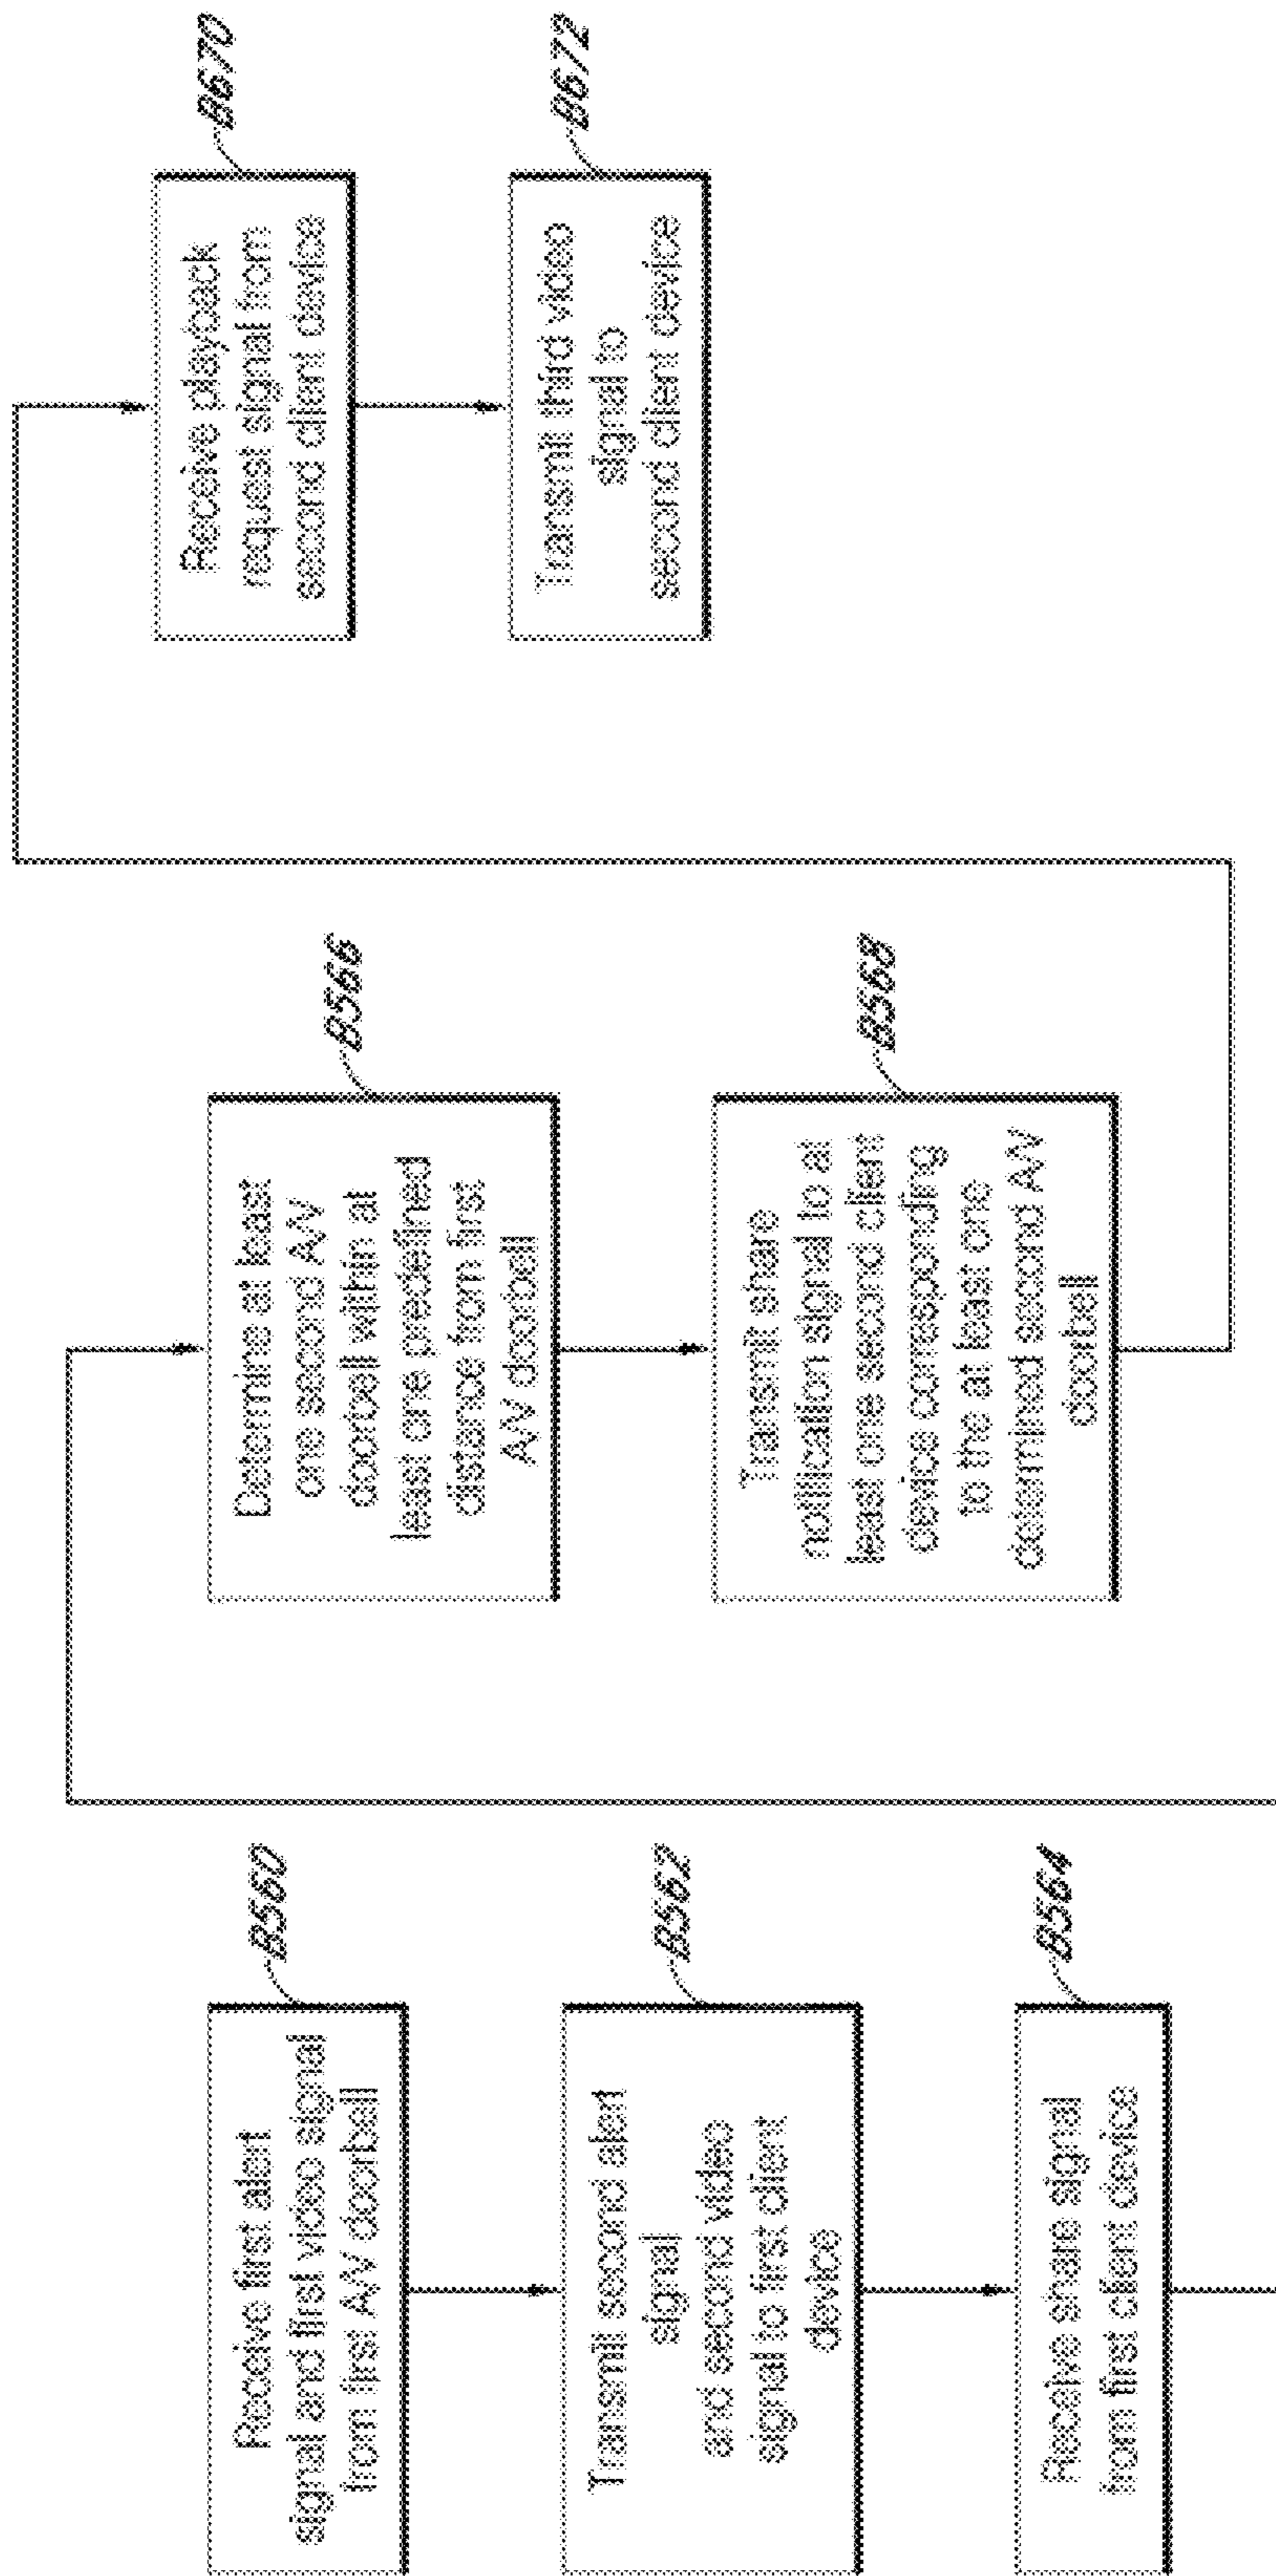 Receive first alert
signal and first video signal
from first A/V doorbell
B560
Transmit second alert
signal
and second video
signal to first client
device
B562
Receive share signal
from first client device
B564
Determine at least
one second A/V
doorbell within at
least one predefined
distance from first
A/V doorbell
B566
Transmit share
notification signal to at
least one second client
device corresponding
to the at least one
determined second A/V
doorbell
B568
Receive playback
request signal from
second client device
B670
Transmit third video
signal to
second client device
B672